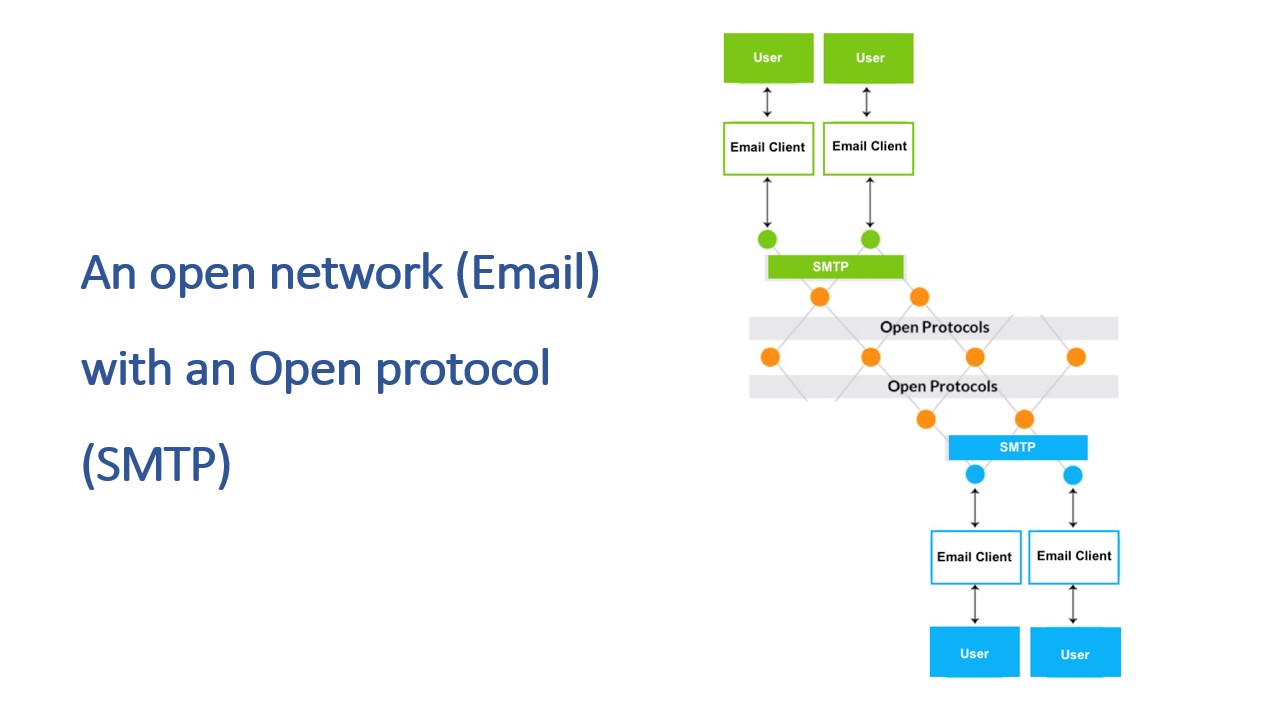 An open network (Email)
with an Open protocol
(SMTP)
User
User
Email Client
Email Client
SMTP
Open Protocols
Open Protocols
SMTP
Email Client
Email Client
User
User